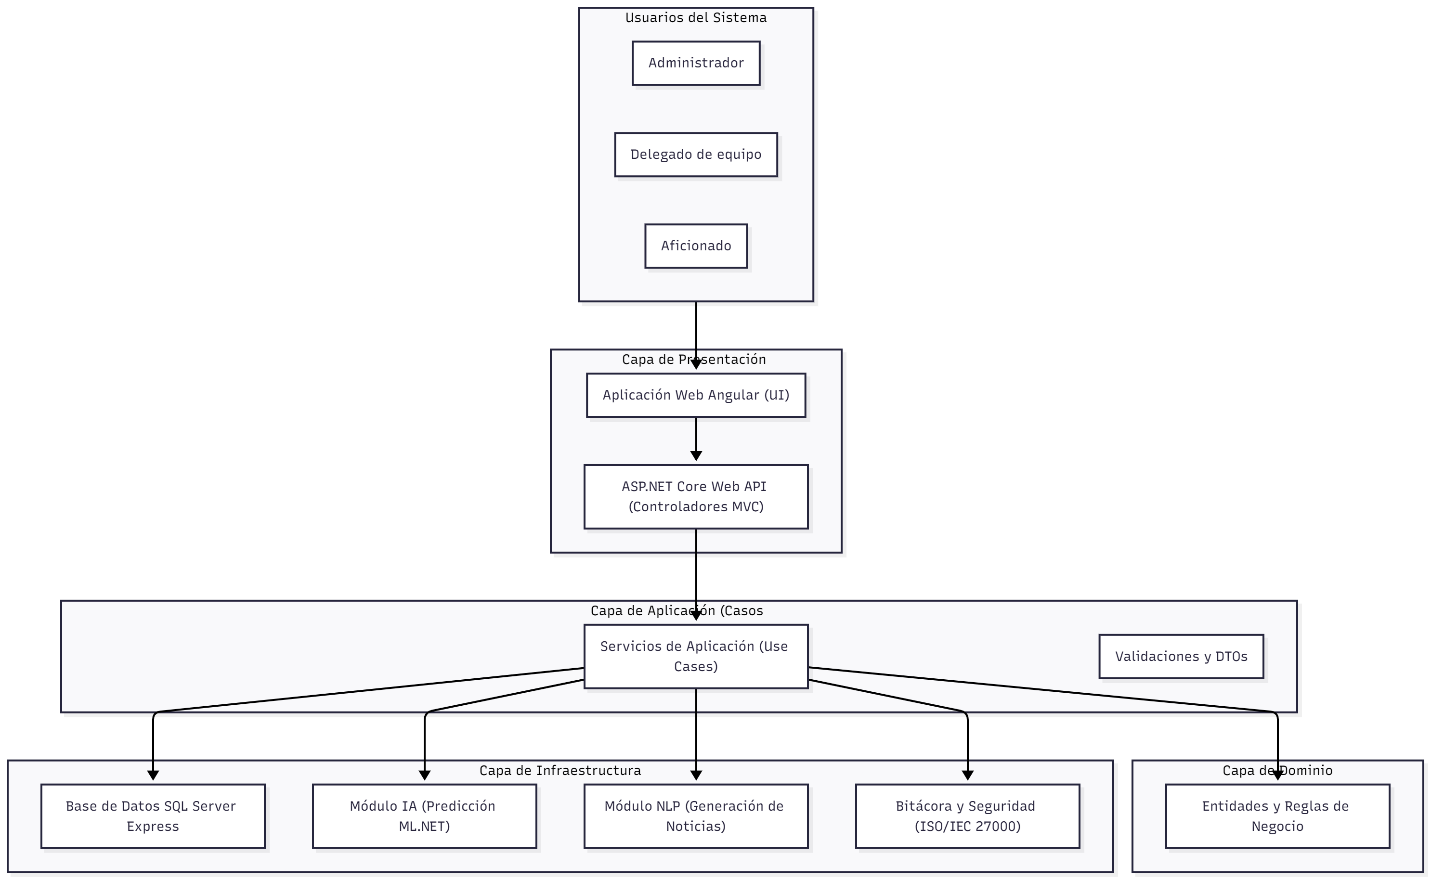 Usuarios del Sistema
Administrador
Delegado de equipo
Aficionado
Capa de Presentación
Aplicación Web Angular (UI)
ASP.NET Core Web API
(Controladores MVC)
Capa de Aplicación (Casos
Servicios de Aplicación (Use
Cases)
Validaciones y DTOs
Capa de Infraestructura
Capa de Dominio
Base de Datos SQL Server
Express
Módulo IA (Predicción
ML.NET)
Módulo NLP (Generación de
Noticias)
Bitácora y Seguridad
(ISO/IEC 27000)
Entidades y Reglas de
Negocio